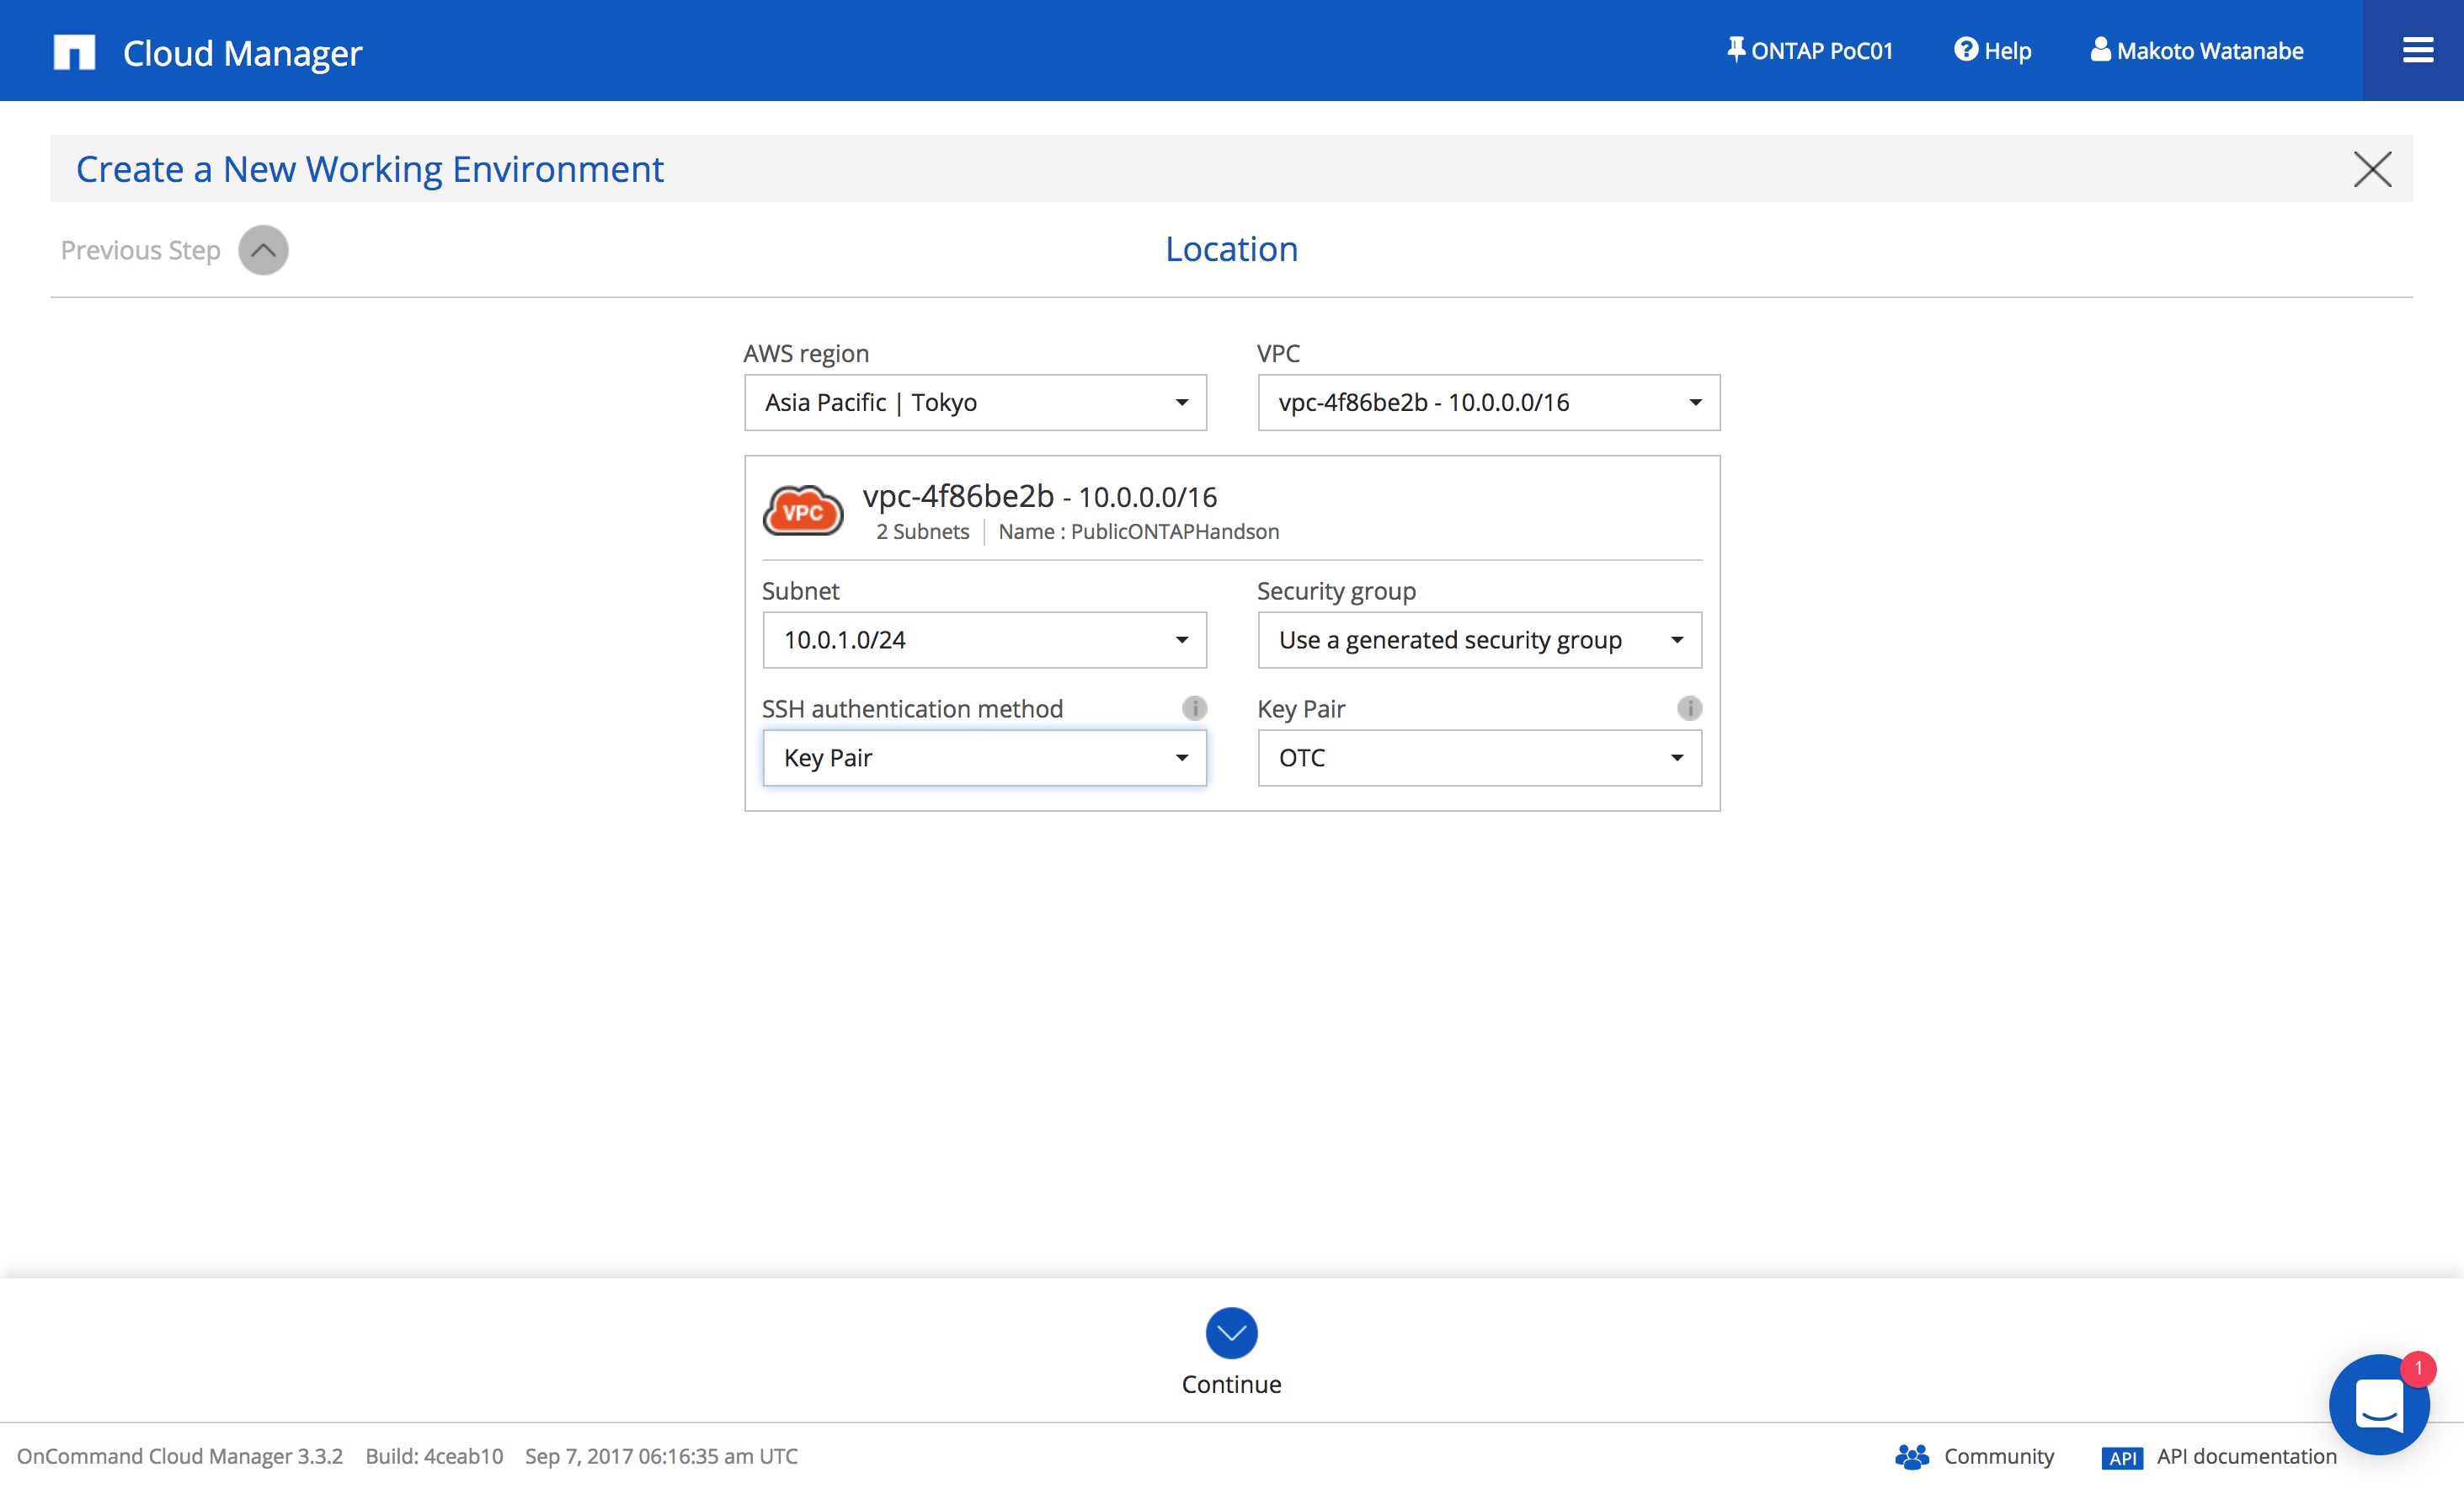 Cloud Manager
ONTAP PoC01
Help
Makoto Watanabe
Create a New Working Environment
Previous Step
Location
AWS region
VPC
Asia Pacific | Tokyo
vpc-4f86be2b - 10.0.0.0/16
VPC
vpc-4f86be2b - 10.0.0.0/16
2 Subnets
Name : PublicONTAPHandson
Subnet
Security group
10.0.1.0/24
Use a generated security group
SSH authentication method
Key Pair
Key Pair
OTC
Continue
1
OnCommand Cloud Manager 3.3.2 Build: 4ceab10 Sep 7, 2017 06:16:35 am UTC
Community
API API documentation